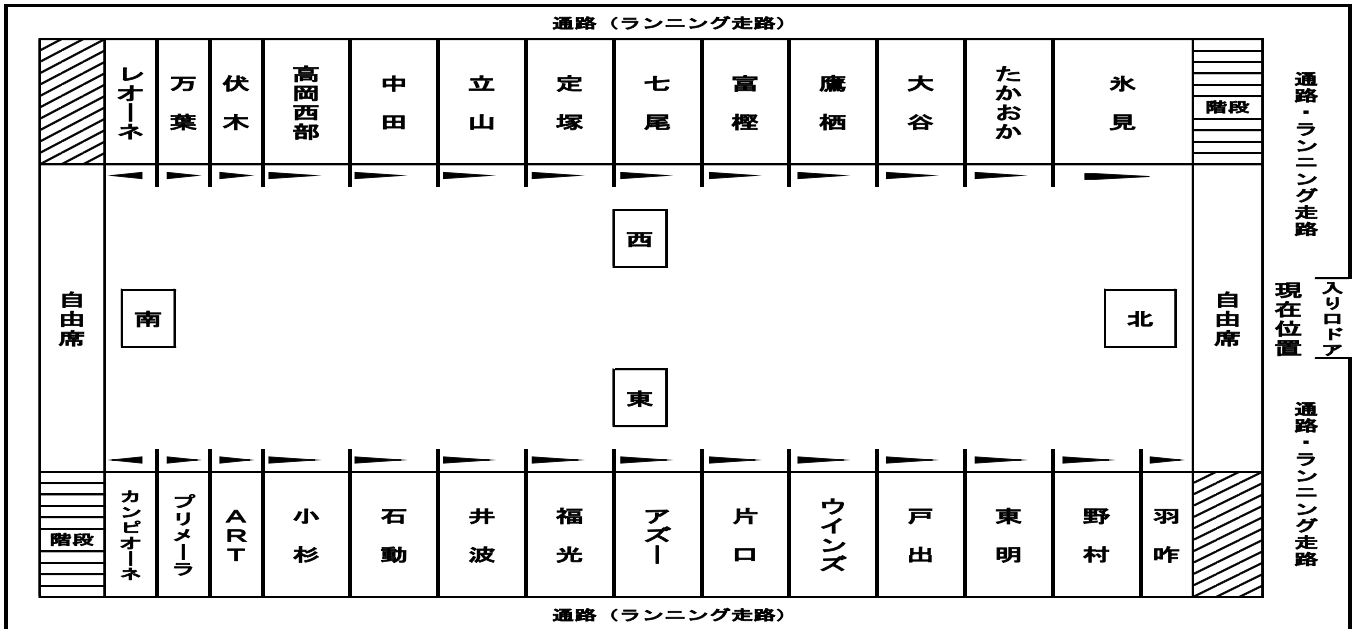 通路（ランニング走路）
レオーネ
万葉
伏木
高岡西部
中田
立山
定塚
七尾
富樫
鷹栖
大谷
たかおか
氷見
階段
通路・ランニング走路
西
自由席
南
北
自由席
現在位置
入り口ドア
東
通路・ランニング走路
階段
カンピオーネ
プリメーラ
ART
小杉
石動
井波
福光
アズー
片口
ウインズ
戸出
東明
野村
羽咋
通路（ランニング走路）